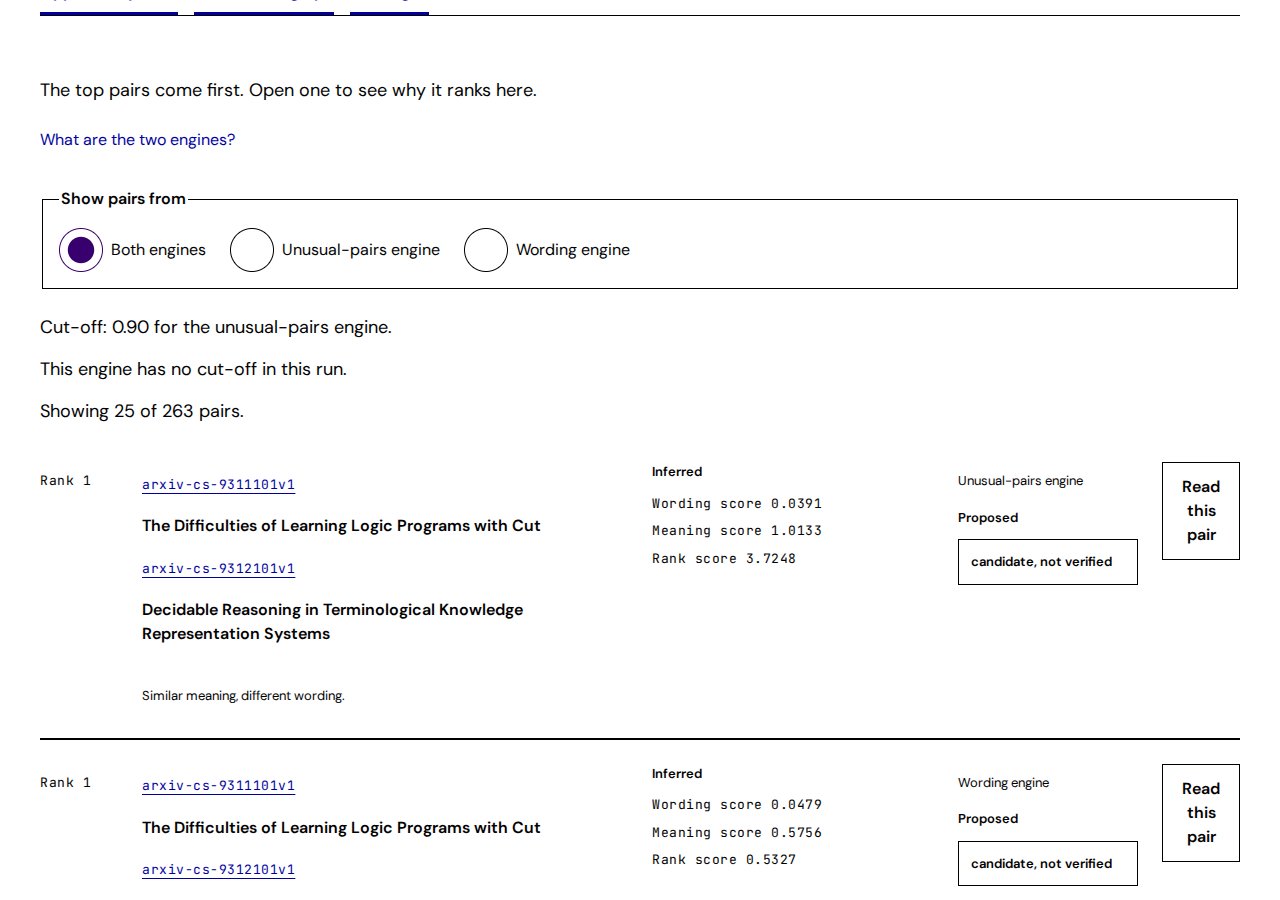 The top pairs come first. Open one to see why it ranks here.
What are the two engines?
Show pairs from
Both engines
Unusual-pairs engine
Wording engine
Cut-off: 0.90 for the unusual-pairs engine.
This engine has no cut-off in this run.
Showing 25 of 263 pairs.
Rank 1
arxiv-cs-9311101v1
The Difficulties of Learning Logic Programs with Cut
arxiv-cs-9312101v1
Decidable Reasoning in Terminological Knowledge
Representation Systems
Similar meaning, different wording.
Inferred
Wording score 0.0391
Meaning score 1.0133
Rank score 3.7248
Unusual-pairs engine
Proposed
candidate, not verified
Read
this
pair
Rank 1
arxiv-cs-9311101v1
The Difficulties of Learning Logic Programs with Cut
arxiv-cs-9312101v1
Inferred
Wording score 0.0479
Meaning score 0.5756
Rank score 0.5327
Wording engine
Proposed
candidate, not verified
Read
this
pair